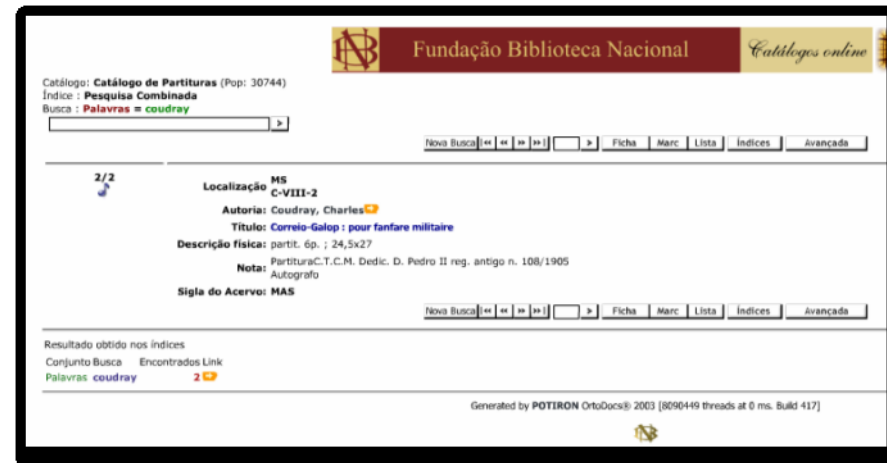 Fundação Biblioteca Nacional
Catálogos online
Catálogo: Catálogo de Partituras (Pop: 30744)
Índice : Pesquisa Combinada
Busca : Palavras = coudray
Nova Busca Ficha Marc Lista Índices Avançada
2/2
Localização MS
C-VIII-2
Autoria: Coudray, Charles
Título: Correio-Galop : pour fanfare militaire
Descrição física: partit. 6p. ; 24,5x27
Nota: PartituraC.T.C.M. Dedic. D. Pedro II reg. antigo n. 108/1905
Autografo
Sigla do Acervo: MAS
Nova Busca Ficha Marc Lista Índices Avançada
Resultado obtido nos índices
Conjunto Busca Encontrados Link
Palavras coudray 2
Generated by POTIRON OrtoDocs® 2003 [8090449 threads at 0 ms. Build 417]